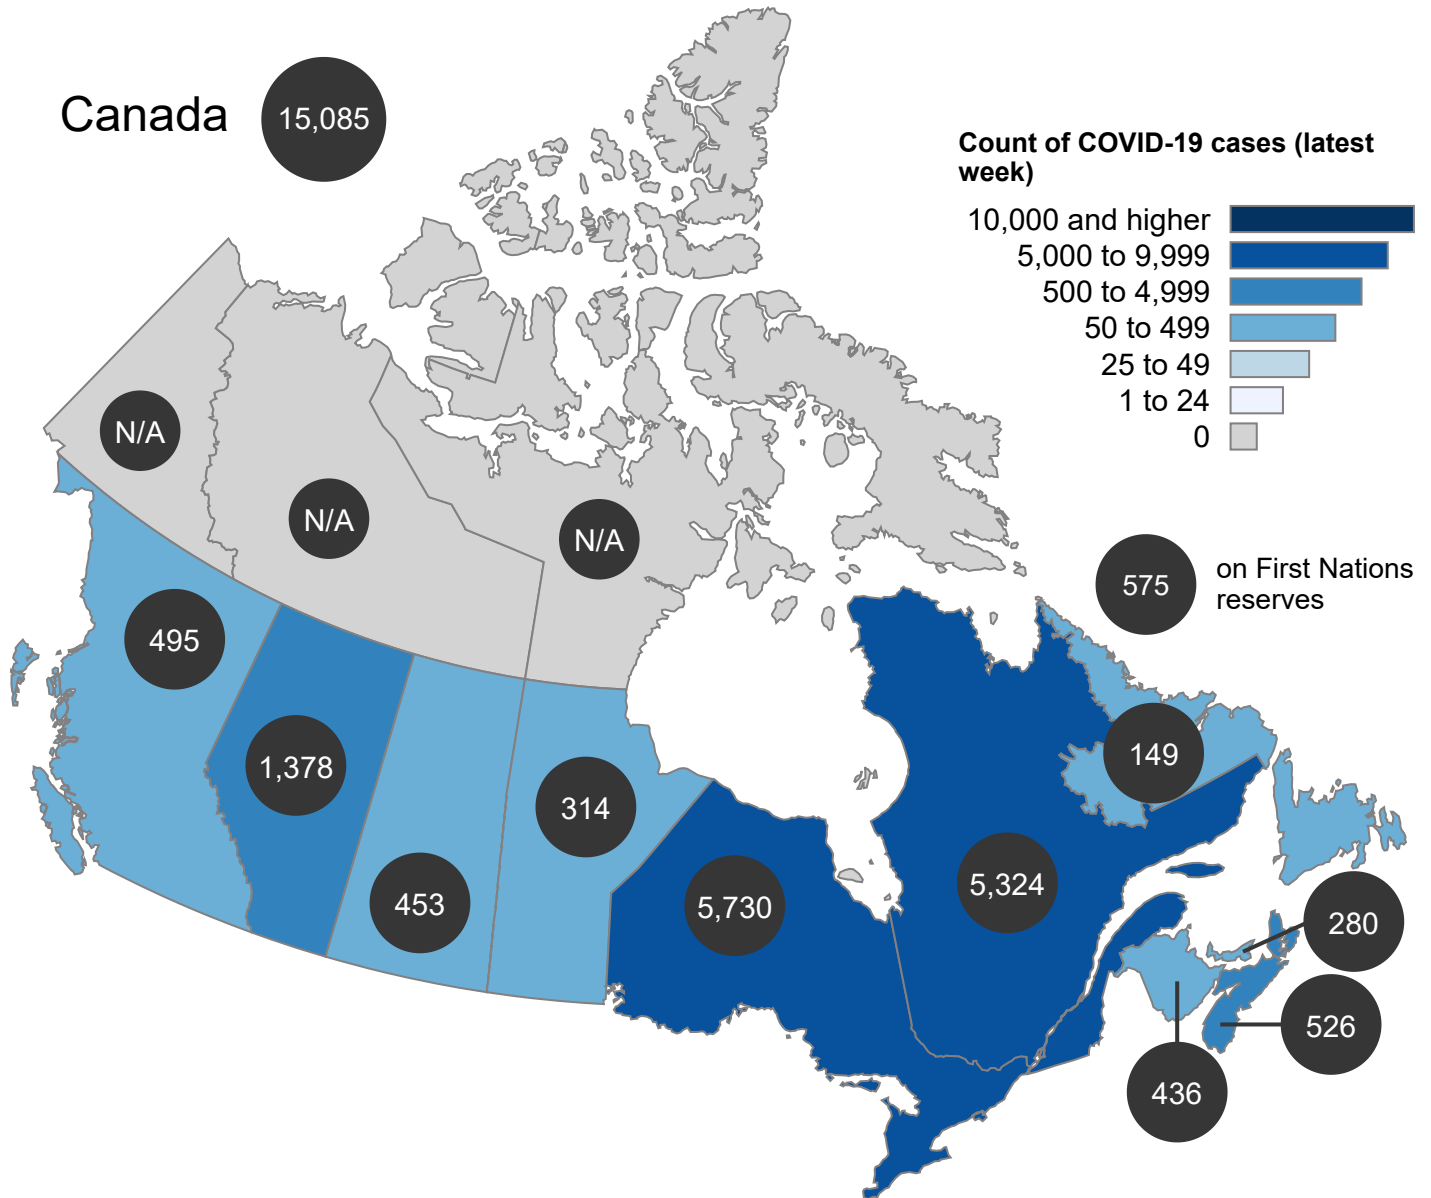 Canada
15,085
Count of COVID-19 cases (latest
week)
10,000 and higher
5,000 to 9,999
500 to 4,999
50 to 499
25 to 49
1 to 24
0
N/A
N/A
N/A
575
on First Nations
reserves
495
1,378
453
314
5,730
5,324
149
280
526
436